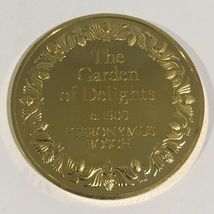 The
Garden
of Delights
c. 1500
HIERONYMUS
BOSCH